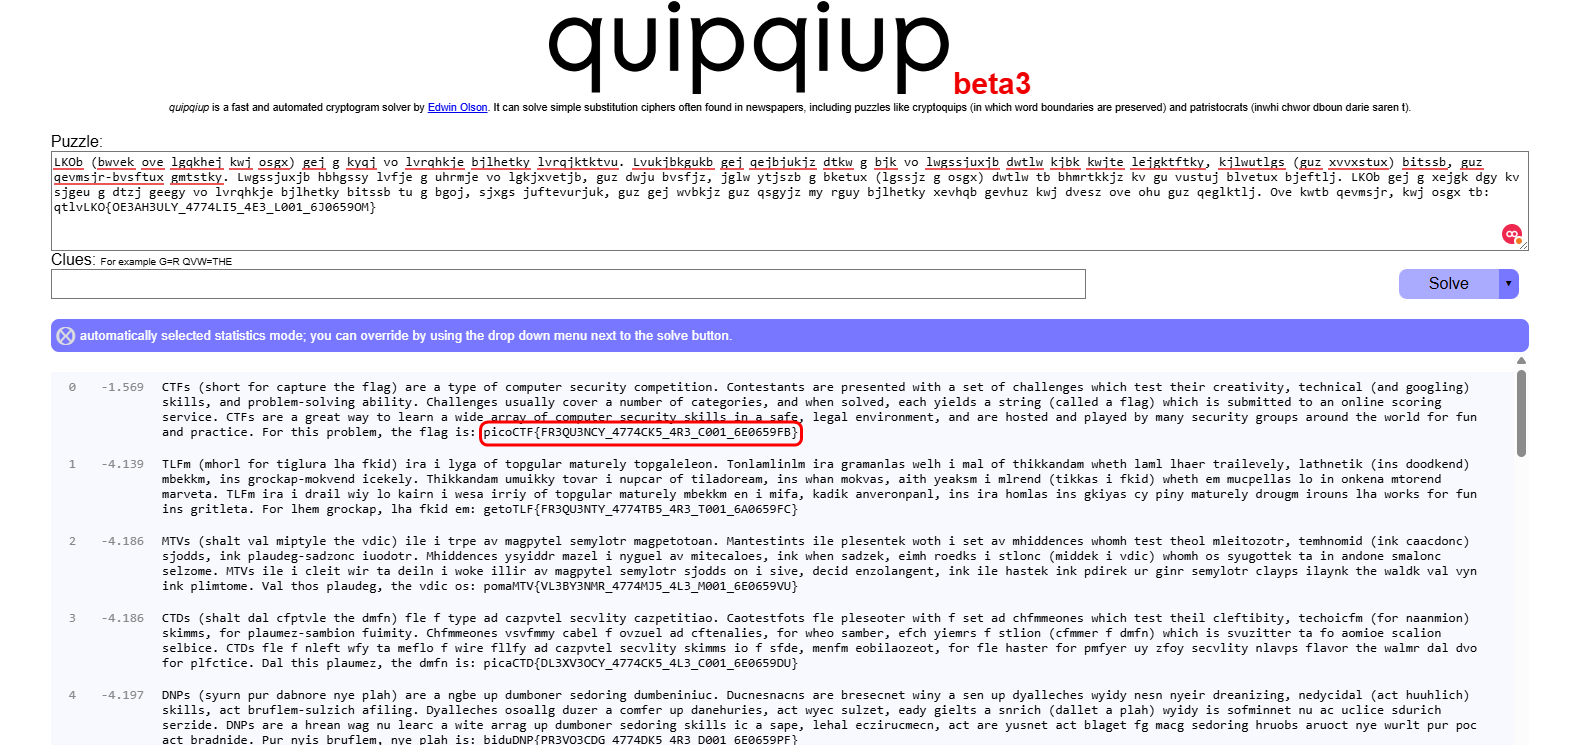 quipqiup beta3
quipqiup is a fast and automated cryptogram solver by Edwin Olson. It can solve simple substitution ciphers often found in newspapers, including puzzles like cryptoquips (in which word boundaries are preserved) and patristocrats (inwhi chwor dboun darie saren t).
Puzzle:
LKOb (bwvek ove lgqkhej kwj osgx) gej g kyqj vo lvrqhkje bjlhetky lvrqjktktvu. Lvukjbkgukb gej qejbjukjz dtkw g bjk vo lwgssjuxjb dwtlw kjbk kwjte lejgktftky, kjlwutlgs (guz xvvxstux) bitssb, guz
qevmsjr-bvsftux gmtstky. Lwgssjuxjb hbhgssy lvfje g uhrmje vo lgkjxvetjb, guz dwju bvsfjz, jglw ytjszb g bketux (lgssjz g osgx) dwtlw tb bhmrtkkjz kv gu vustuj blvetux bjeftlj. LKOb gej g xejgk dgy kv
sjgeu g dtzj geegy vo lvrqhkje bjlhetky bitssb tu g bgoj, sjxgs juftevurjuk, guz gej wvbkjz guz qsgyjz my rguy bjlhetky xevhqb gevhuz kwj dvesz ove ohu guz qeglktlj. Ove kwtb qevmsjr, kwj osgx tb:
qtlvLKO{OE3AH3ULY_4774LI5_4E3_L001_6J0659OM}
Clues: For example G=R QVW=THE
Solve
automatically selected statistics mode; you can override by using the drop down menu next to the solve button.
0 -1.569 CTFs (short for capture the flag) are a type of computer security competition. Contestants are presented with a set of challenges which test their creativity, technical (and googling)
skills, and problem-solving ability. Challenges usually cover a number of categories, and when solved, each yields a string (called a flag) which is submitted to an online scoring
service. CTFs are a great way to learn a wide array of computer security skills in a safe, legal environment, and are hosted and played by many security groups around the world for fun
and practice. For this problem, the flag is: picoCTF{FR3QU3NCY_4774CK5_4R3_C001_6E0659FB}
1 -4.139 TLFm (mhorl for tiglura lha fkid) ira i lyga of topgular maturely topgaleleon. Tonlamlinlm ira gramanlas welh i mal of thikkandam wheth laml lhaer trailevely, lathnetik (ins doodkend)
mbekkm, ins grockap-mokvend icekely. Thikkandam umuikky tovar i nupcar of tiladoream, ins whan mokvas, aith yeaksm i mlrend (tikkas i fkid) wheth em mucpellas lo in onkena mtorend
marveta. TLFm ira i drail wiy lo kairn i wesa irriy of topgular maturely mbekkm en i mifa, kadik anveronpanl, ins ira homlas ins gkiyas cy piny maturely drougm irouns lha works for fun
ins gritleta. For lhem grockap, lha fkid em: getoTLF{FR3QU3NTY_4774TB5_4R3_T001_6A0659FC}
2 -4.186 MTVs (shalt val miptyle the vdic) ile i trpe av magpytel semylotr magpetotoan. Mantestints ile plesentek woth i set av mhiddences whomh test theol mleitozotr, temhnomid (ink caacdonc)
sjodds, ink plaudeg-sadzonc iuodotr. Mhiddences ysyiddr mazel i nyguel av mitecaloes, ink when sadzek, eimh roedks i stlonc (middek i vdic) whomh os syugottek ta in andone smalonc
selzome. MTVs ile i cleit wir ta deiln i woke illir av magpytel semylotr sjodds on i sive, decid enzolangent, ink ile hastek ink pdirek ur ginr semylotr clayps ilaynk the waldk val vyn
ink plimtome. Val thos plaudeg, the vdic os: pomaMTV{VL3BY3NMR_4774MJ5_4L3_M001_6E0659VU}
3 -4.186 CTDs (shalt dal cfptvle the dmfn) fle f type ad cazpvtel secvlity cazpetitiao. Caotestfots fle pleseoter with f set ad chfmmeones which test theil cleftibity, techoicfm (for naanmion)
skimms, for plaumez-sambion fuimity. Chfmmeones vsvfmmy cabel f ovzuel ad cftenalies, for wheo samber, efch yiemrs f stlion (cfmmer f dmfn) which is svuzitter ta fo aomioe scalion
selbice. CTDs fle f nleft wfy ta meflo f wire fllfy ad cazpvtel secvlity skimms io f sfde, menfm eobilaozeot, for fle haster for pmfyer uy zfoy secvlity nlavps flavor the walmr dal dvo
for plfctice. Dal this plaumez, the dmfn is: picaCTD{DL3XV3OCY_4774CK5_4L3_C001_6E0659DU}
4 -4.197 DNPs (syurn pur dabnore nye plah) are a ngbe up dumboner sedoring dumbeniniuc. Ducnesnacns are bresecnet winy a sen up dyalleches wyidy nesn nyeir dreanizing, nedycidal (act huuhlich)
skills, act bruflem-sulzich afiling. Dyalleches osoallg duzer a comfer up danehuries, act wyec sulzet, eady gielts a snrich (dallet a plah) wyidy is sofminnet nu ac uclice sdurich
serzide. DNPs are a hrean wag nu learc a wite arrag up dumboner sedoring skills ic a sape, lehal eczirucmecn, act are yusnet act blaget fg macg sedoring hruobs aruoct nye wurlt pur poc
act bradnide. Pur nyis bruflem, nye plah is: biduDNP{PR3VO3CDG_4774DK5_4R3_D001_6E0659PF}